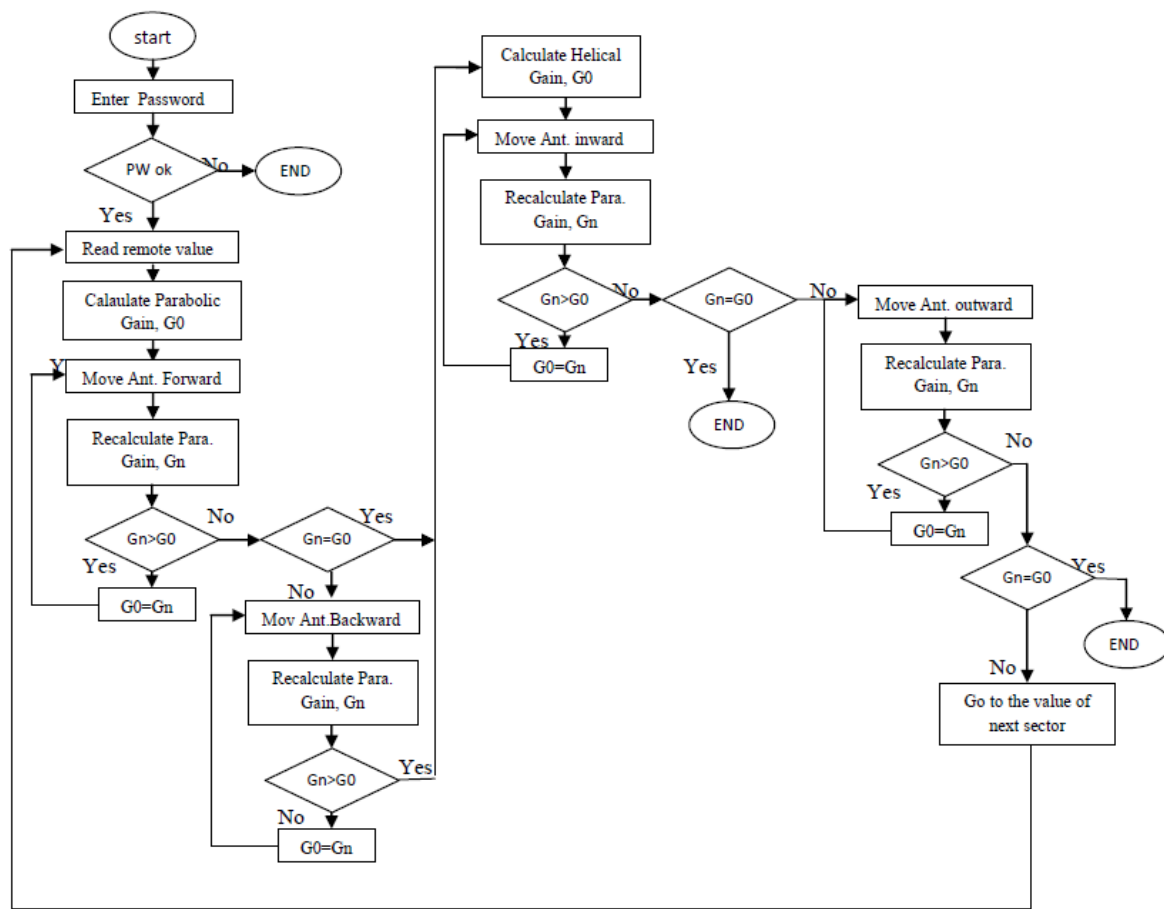 start
Enter Password
PW ok
No
END
Yes
Read remote value
Calaulate Parabolic
Gain, G0
Y
Move Ant. Forward
Recalculate Para.
Gain, Gn
Gn>G0
No
Yes
G0=Gn
Gn=G0
Yes
No
Mov Ant.Backward
Recalculate Para.
Gain, Gn
Gn>G0
Yes
No
G0=Gn
Calculate Helical
Gain, G0
Move Ant. inward
Recalculate Para.
Gain, Gn
Gn>G0
No
Yes
G0=Gn
Gn=G0
No
Yes
END
Move Ant. outward
Recalculate Para.
Gain, Gn
Gn>G0
No
Yes
G0=Gn
Gn=G0
Yes
END
No
Go to the value of
next sector